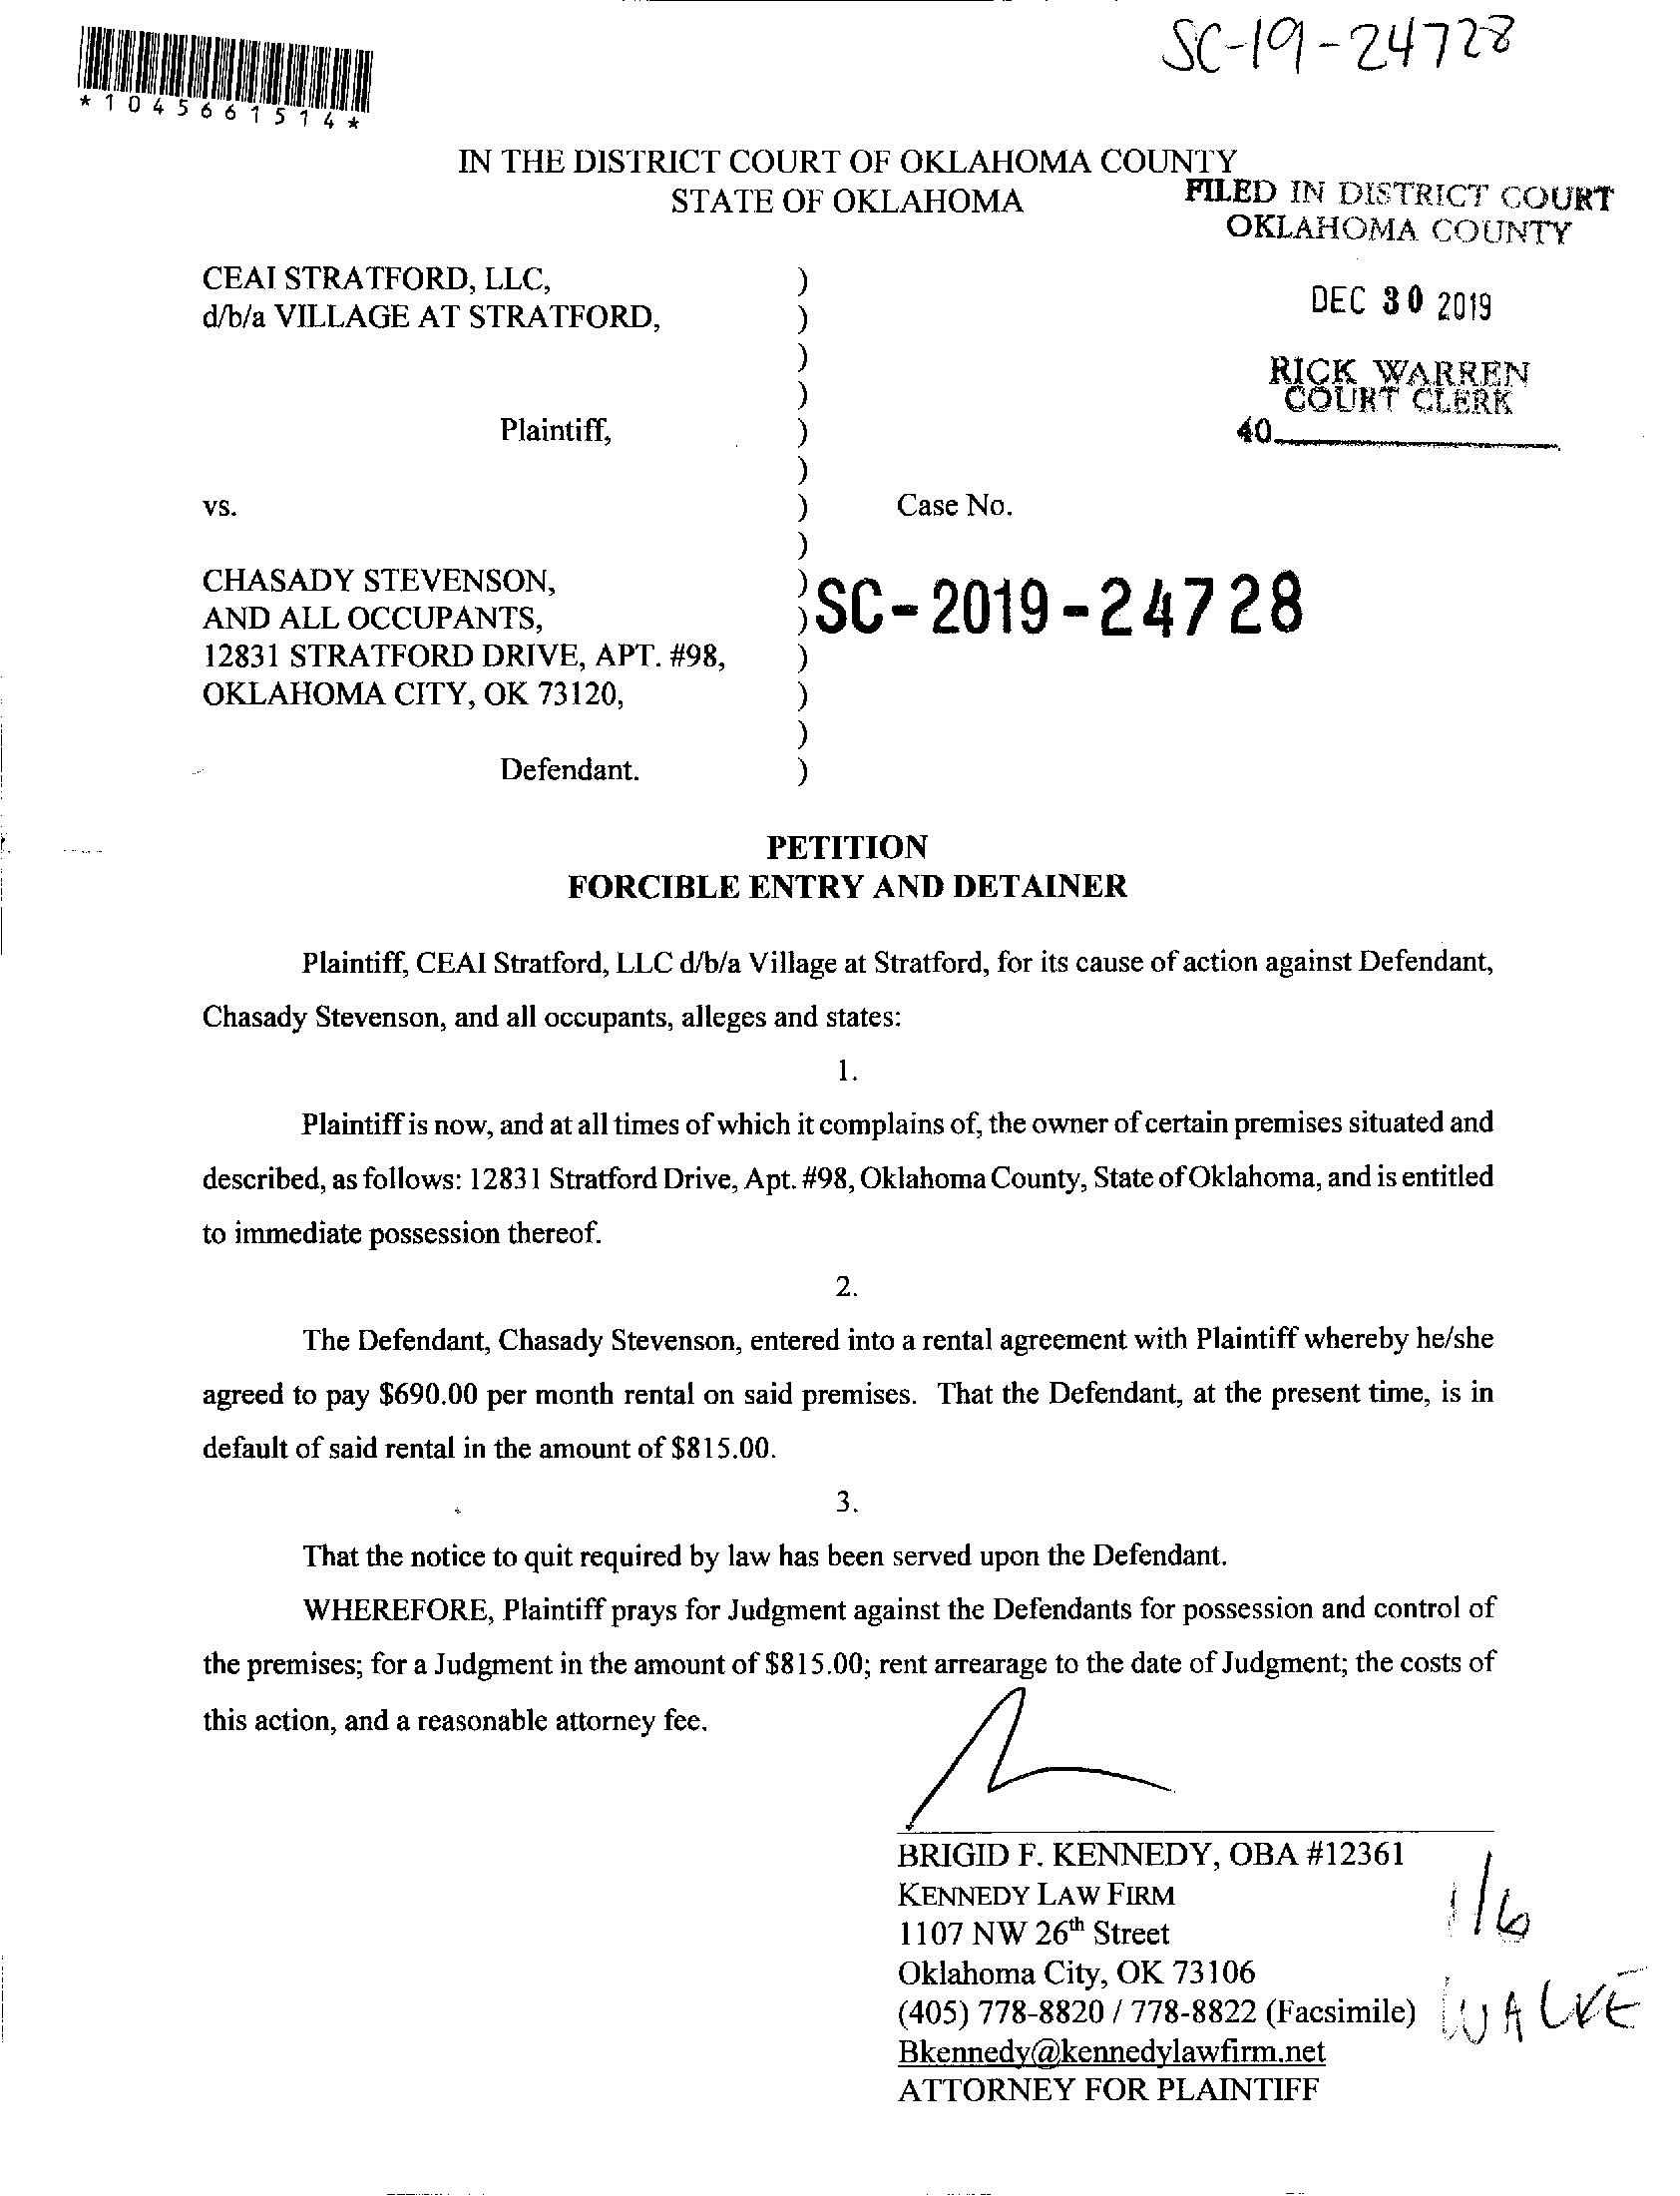 SC-19-24728
*1045661514*
IN THE DISTRICT COURT OF OKLAHOMA COUNTY
STATE OF OKLAHOMA
FILED IN DISTRICT COURT
OKLAHOMA COUNTY
DEC 30 2019
RICK WARREN
COURT CLERK
40
CEAI STRATFORD, LLC, )
d/b/a VILLAGE AT STRATFORD, )
)
)
Plaintiff, )
)
vs. ) Case No.
)
CHASADY STEVENSON, )
AND ALL OCCUPANTS, ) SC-2019-24728
12831 STRATFORD DRIVE, APT. #98, )
OKLAHOMA CITY, OK 73120, )
)
Defendant. )
PETITION
FORCIBLE ENTRY AND DETAINER
Plaintiff, CEAI Stratford, LLC d/b/a Village at Stratford, for its cause of action against Defendant,
Chasady Stevenson, and all occupants, alleges and states:
1.
Plaintiff is now, and at all times of which it complains of, the owner of certain premises situated and
described, as follows: 12831 Stratford Drive, Apt. #98, Oklahoma County, State of Oklahoma, and is entitled
to immediate possession thereof.
2.
The Defendant, Chasady Stevenson, entered into a rental agreement with Plaintiff whereby he/she
agreed to pay $690.00 per month rental on said premises. That the Defendant, at the present time, is in
default of said rental in the amount of $815.00.
3.
That the notice to quit required by law has been served upon the Defendant.
WHEREFORE, Plaintiff prays for Judgment against the Defendants for possession and control of
the premises; for a Judgment in the amount of $815.00; rent arrearage to the date of Judgment; the costs of
this action, and a reasonable attorney fee.
BRIGID F. KENNEDY, OBA #12361
KENNEDY LAW FIRM
1107 NW 26th Street
Oklahoma City, OK 73106
(405) 778-8820 / 778-8822 (Facsimile)
Bkennedy@kennedylawfirm.net
ATTORNEY FOR PLAINTIFF
1/6